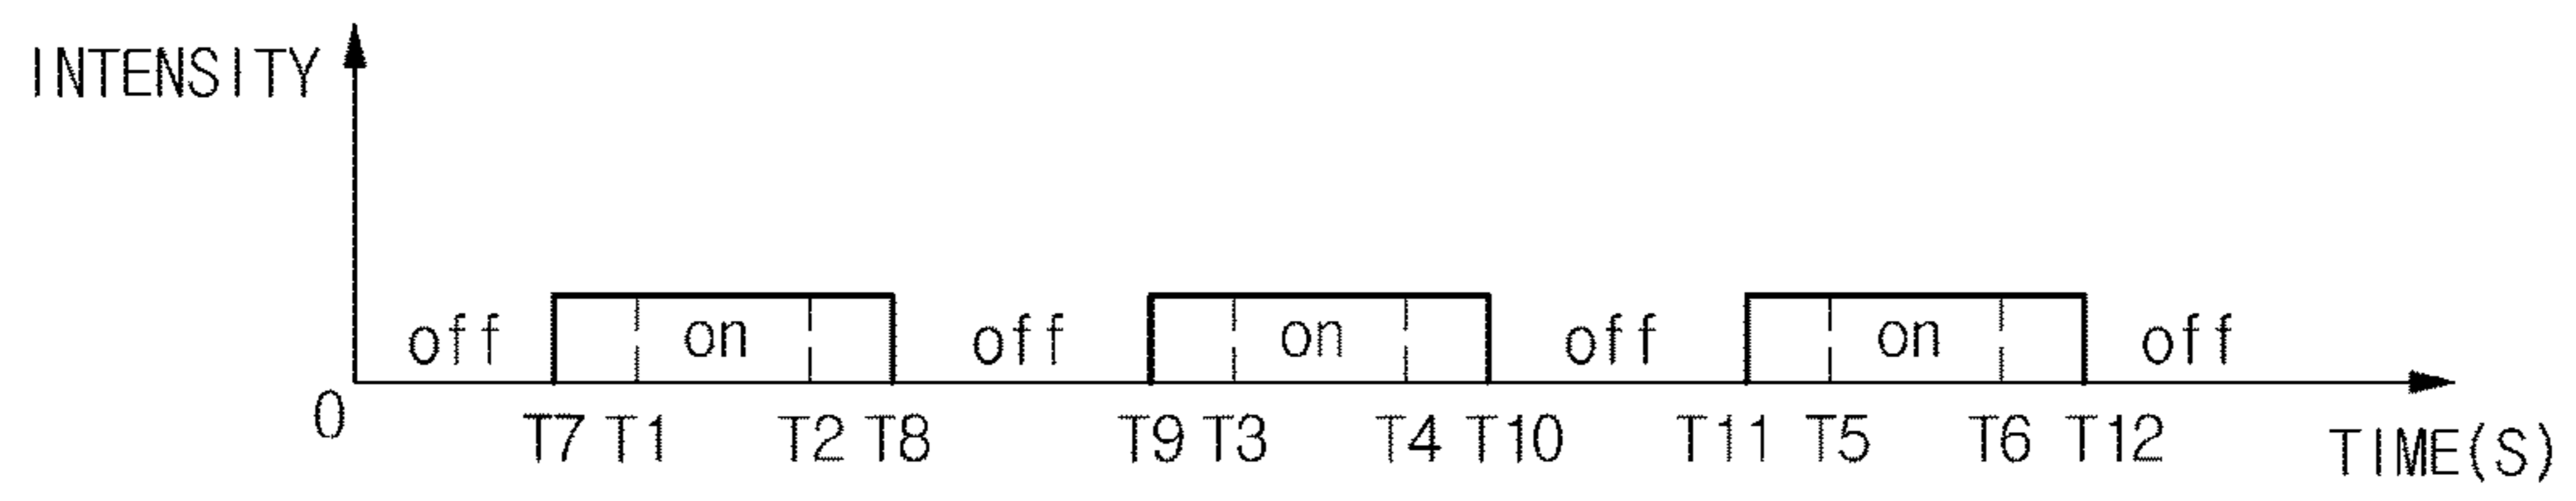 INTENSITY
off on off on off on off
0
T7 T1 T2 T8 T9 T3 T4 T10 T11 T5 T6 T12
TIME(S)